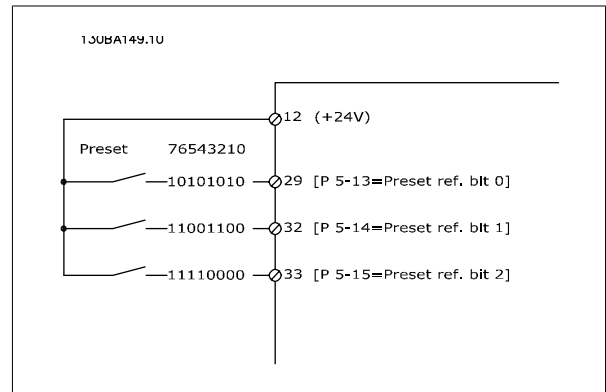 130BA149.10
12 (+24V)
Preset 76543210
10101010 29 [P 5-13=Preset ref. bit 0]
11001100 32 [P 5-14=Preset ref. bit 1]
11110000 33 [P 5-15=Preset ref. bit 2]